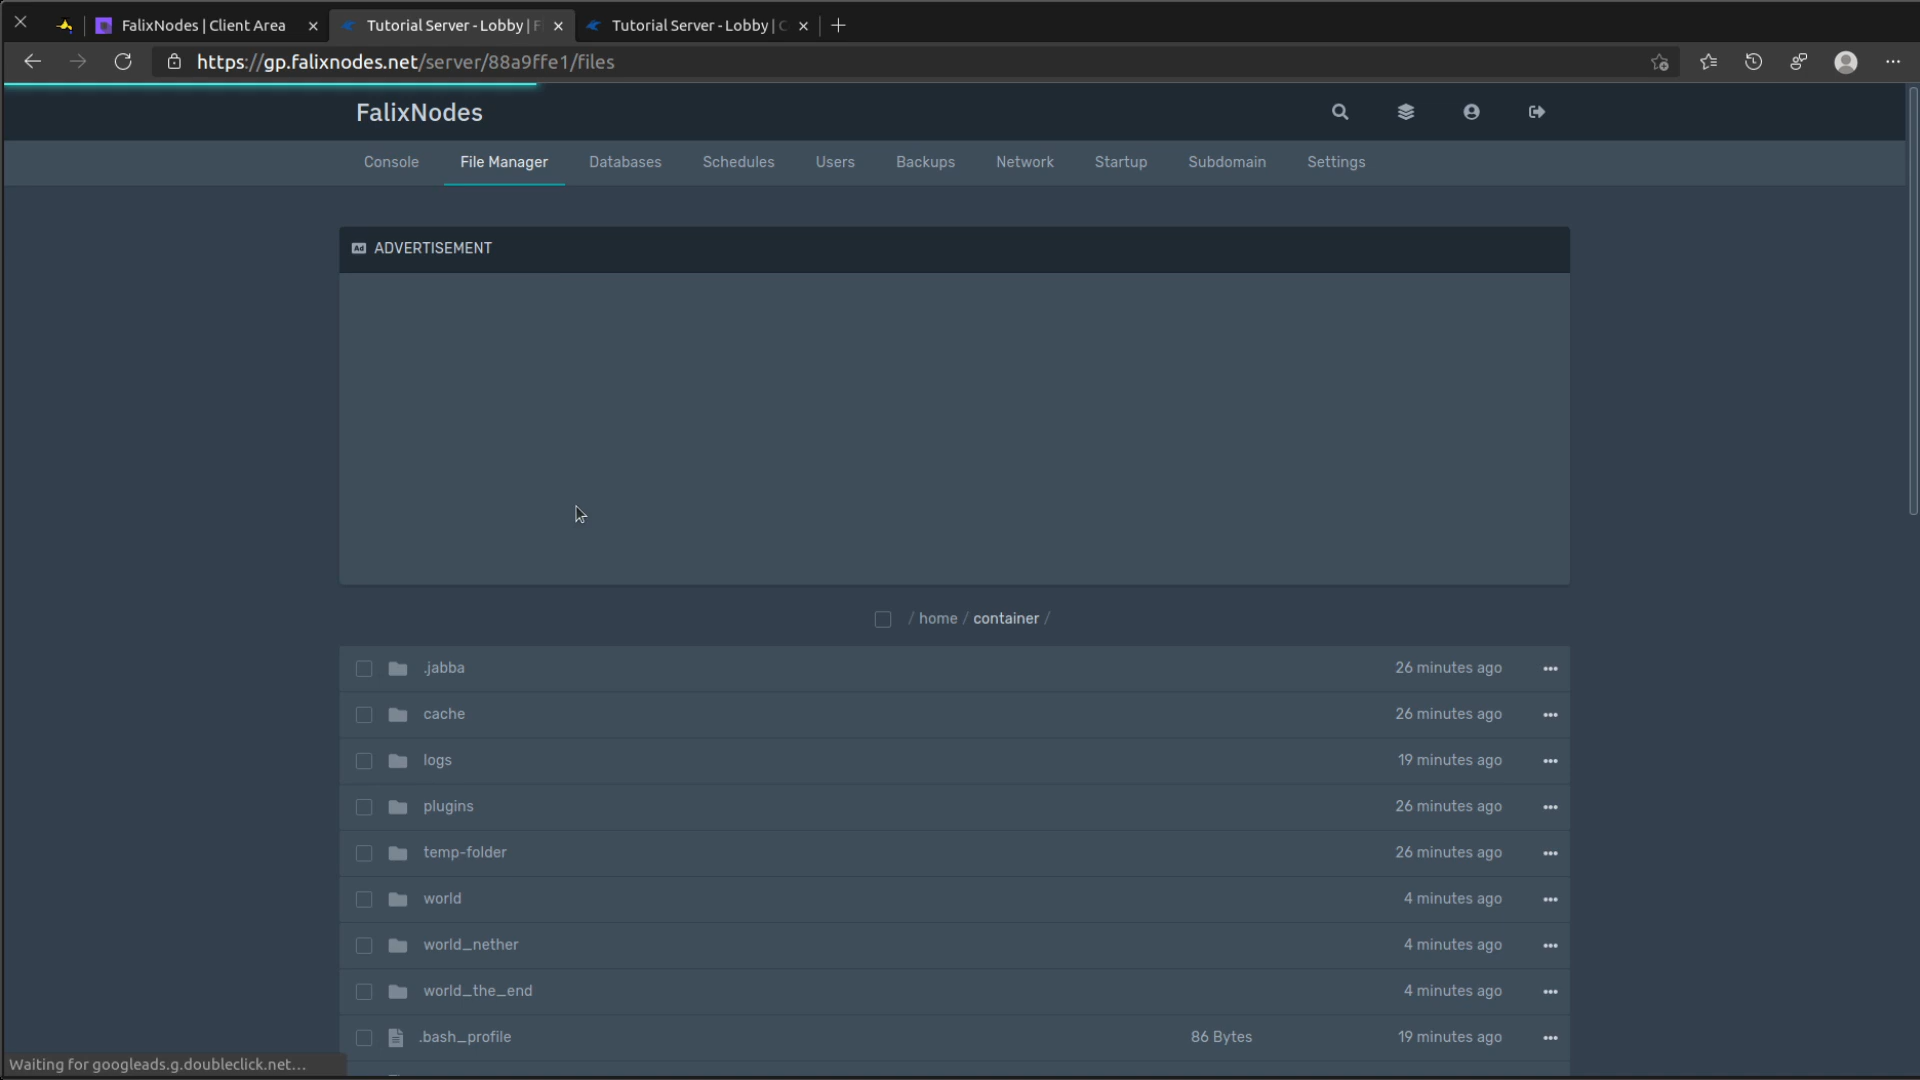 FalixNodes | Client Area
Tutorial Server - Lobby | F
Tutorial Server - Lobby | C
https://gp.falixnodes.net/server/88a9ffe1/files
FalixNodes
Console File Manager Databases Schedules Users Backups Network Startup Subdomain Settings
Ad ADVERTISEMENT
/ home / container /
.jabba 26 minutes ago
cache 26 minutes ago
logs 19 minutes ago
plugins 26 minutes ago
temp-folder 26 minutes ago
world 4 minutes ago
world_nether 4 minutes ago
world_the_end 4 minutes ago
.bash_profile 86 Bytes 19 minutes ago
Waiting for googleads.g.doubleclick.net...